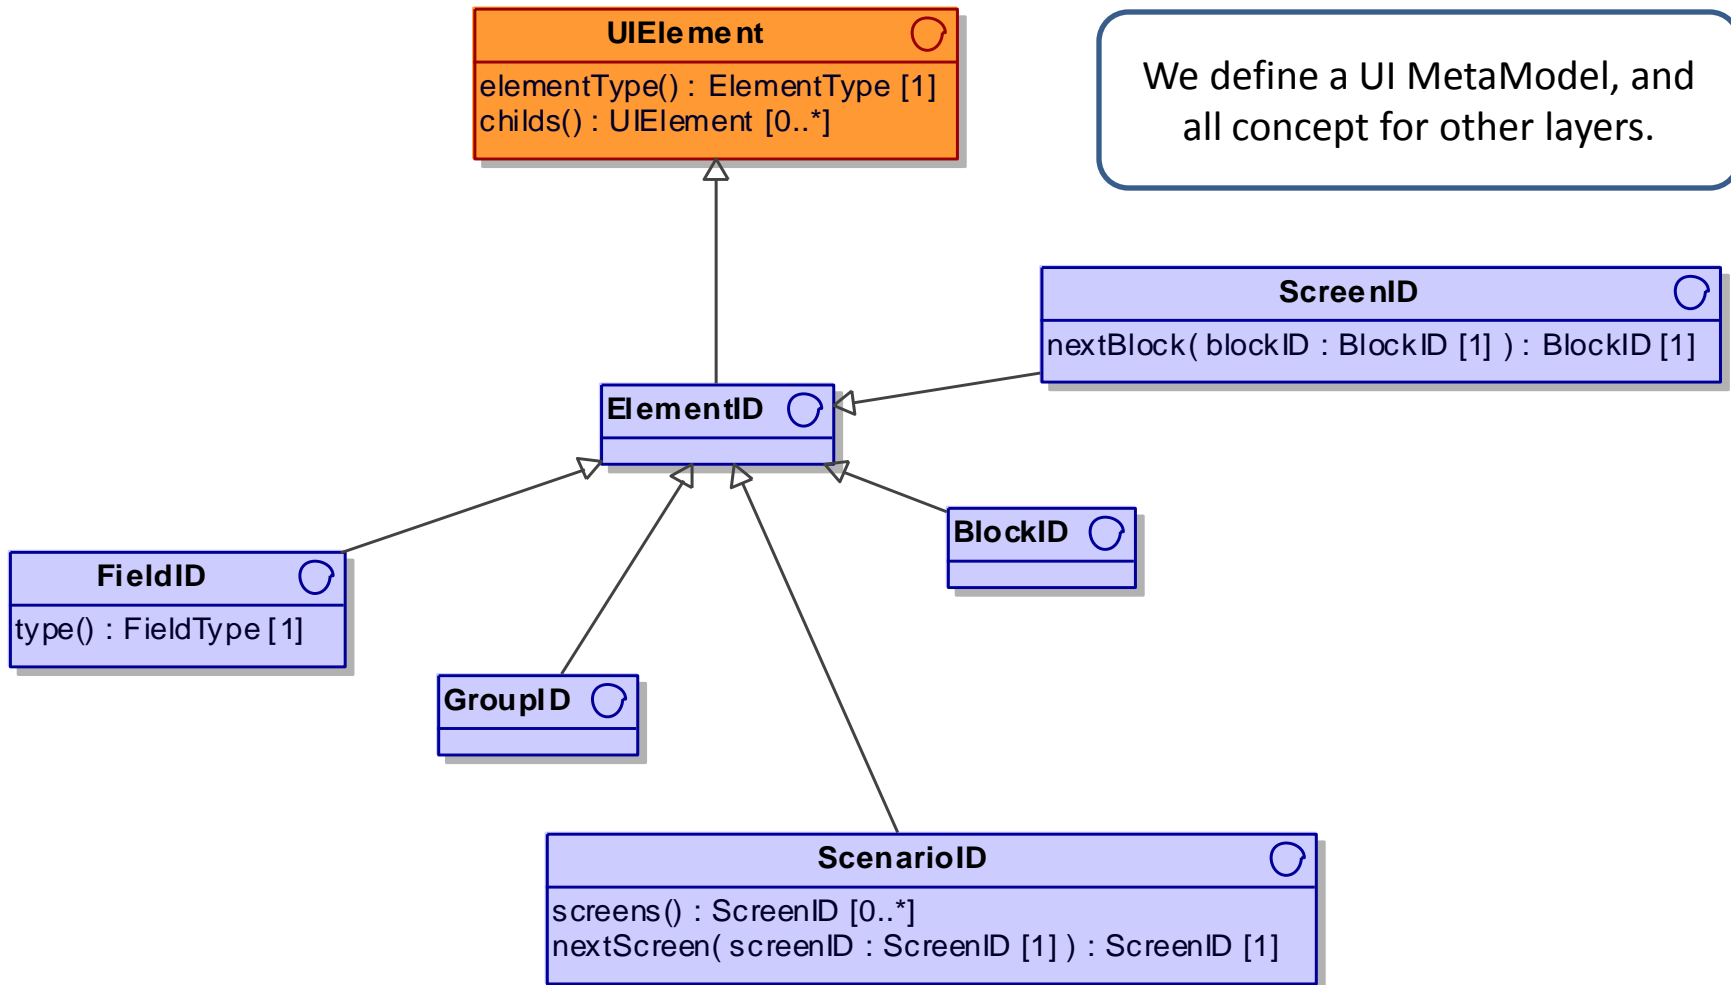 UIElement
elementType() : ElementType [1]
childs() : UIElement [0..*]
We define a UI MetaModel, and
all concept for other layers.
ScreenID
nextBlock( blockID : BlockID [1] ) : BlockID [1]
ElementID
BlockID
FieldID
type() : FieldType [1]
GroupID
ScenarioID
screens() : ScreenID [0..*]
nextScreen( screenID : ScreenID [1] ) : ScreenID [1]